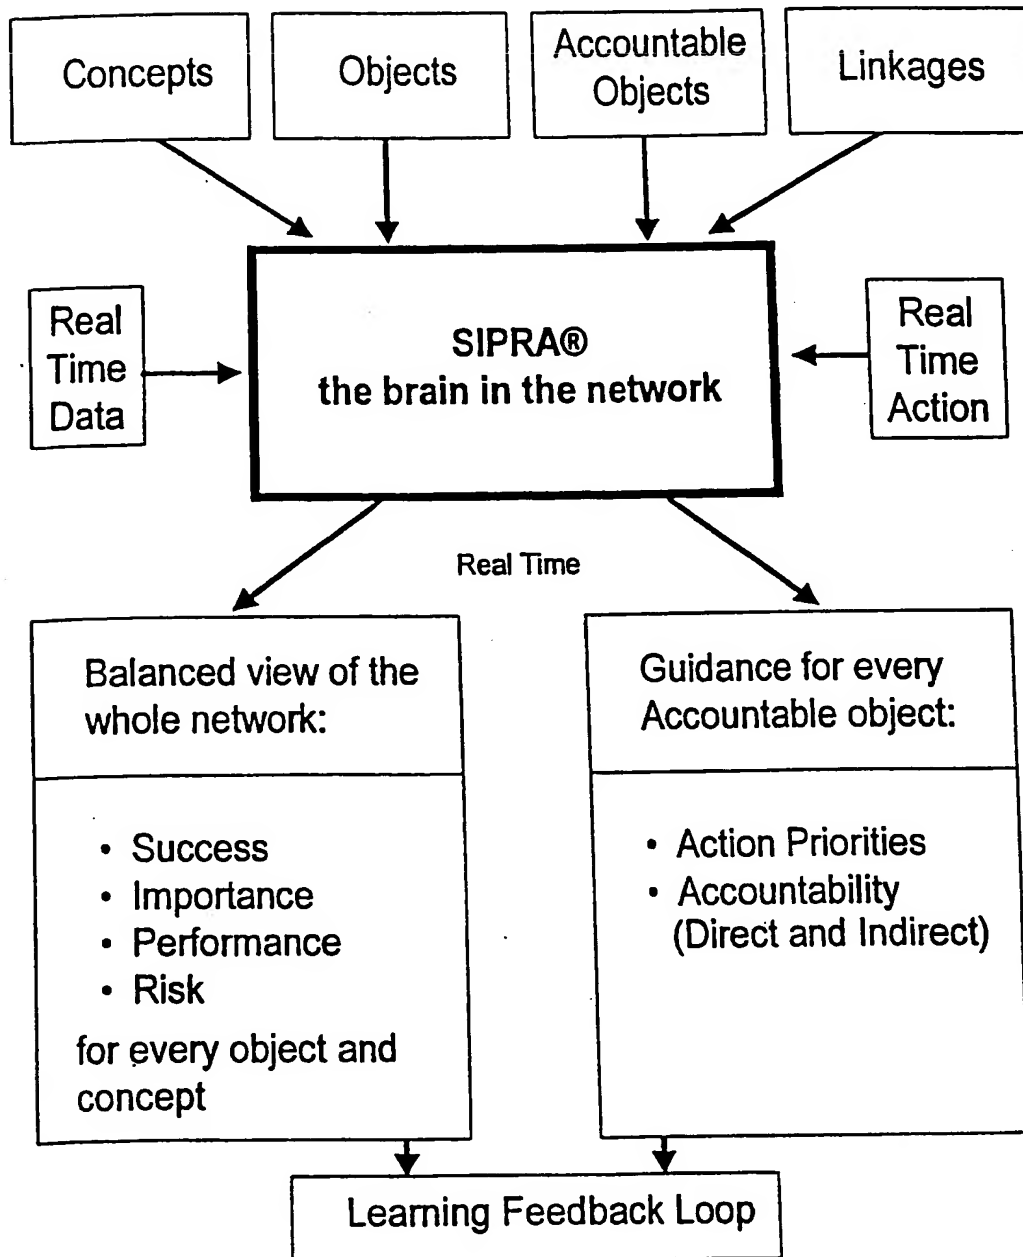 Concepts
Objects
Accountable
Objects
Linkages
Real
Time
Data
SIPRA®
the brain in the network
Real
Time
Action
Real Time
Balanced view of the
whole network:
• Success
• Importance
• Performance
• Risk
for every object and
concept
Guidance for every
Accountable object:
• Action Priorities
• Accountability
(Direct and Indirect)
Learning Feedback Loop